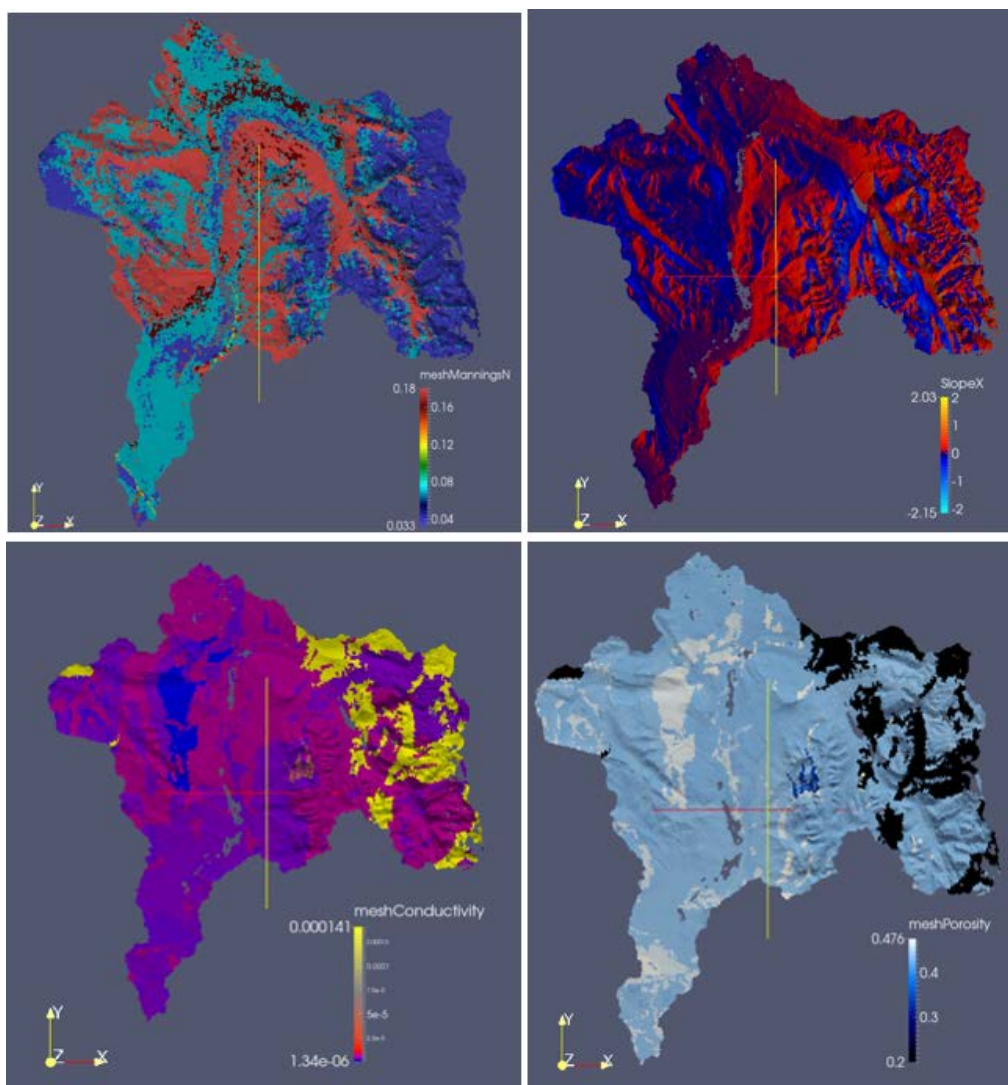 meshManningsN
0.18
0.16
0.12
0.08
0.04
0.033
Y
Z X
SlopeX
2.03 2
1
0
-1
-2.15 -2
Y
Z X
meshConductivity
0.000141
5e-5
1.34e-06
Y
Z X
meshPorosity
0.476
0.4
0.3
0.2
Y
Z X